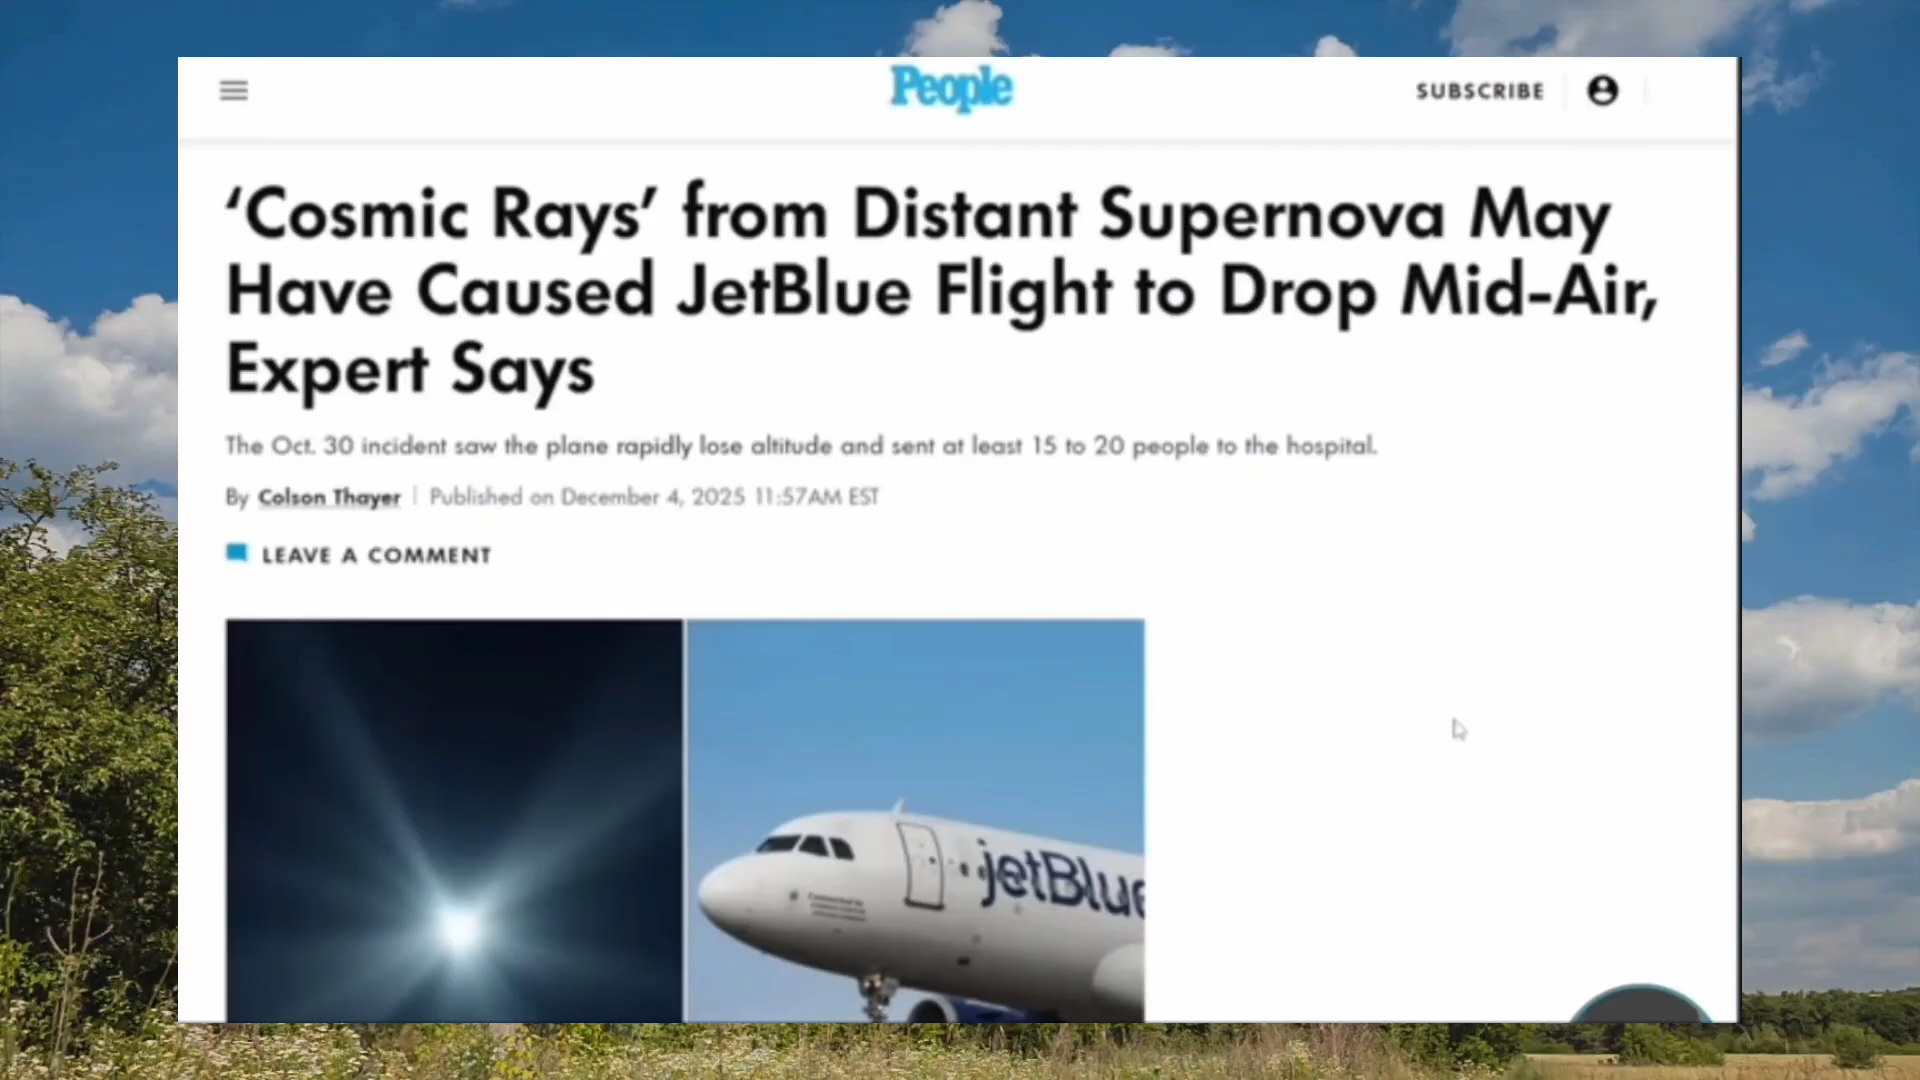 People
SUBSCRIBE
‘Cosmic Rays’ from Distant Supernova May
Have Caused JetBlue Flight to Drop Mid-Air,
Expert Says
The Oct. 30 incident saw the plane rapidly lose altitude and sent at least 15 to 20 people to the hospital.
By Colson Thayer | Published on December 4, 2025 11:57AM EST
LEAVE A COMMENT
jetBlue